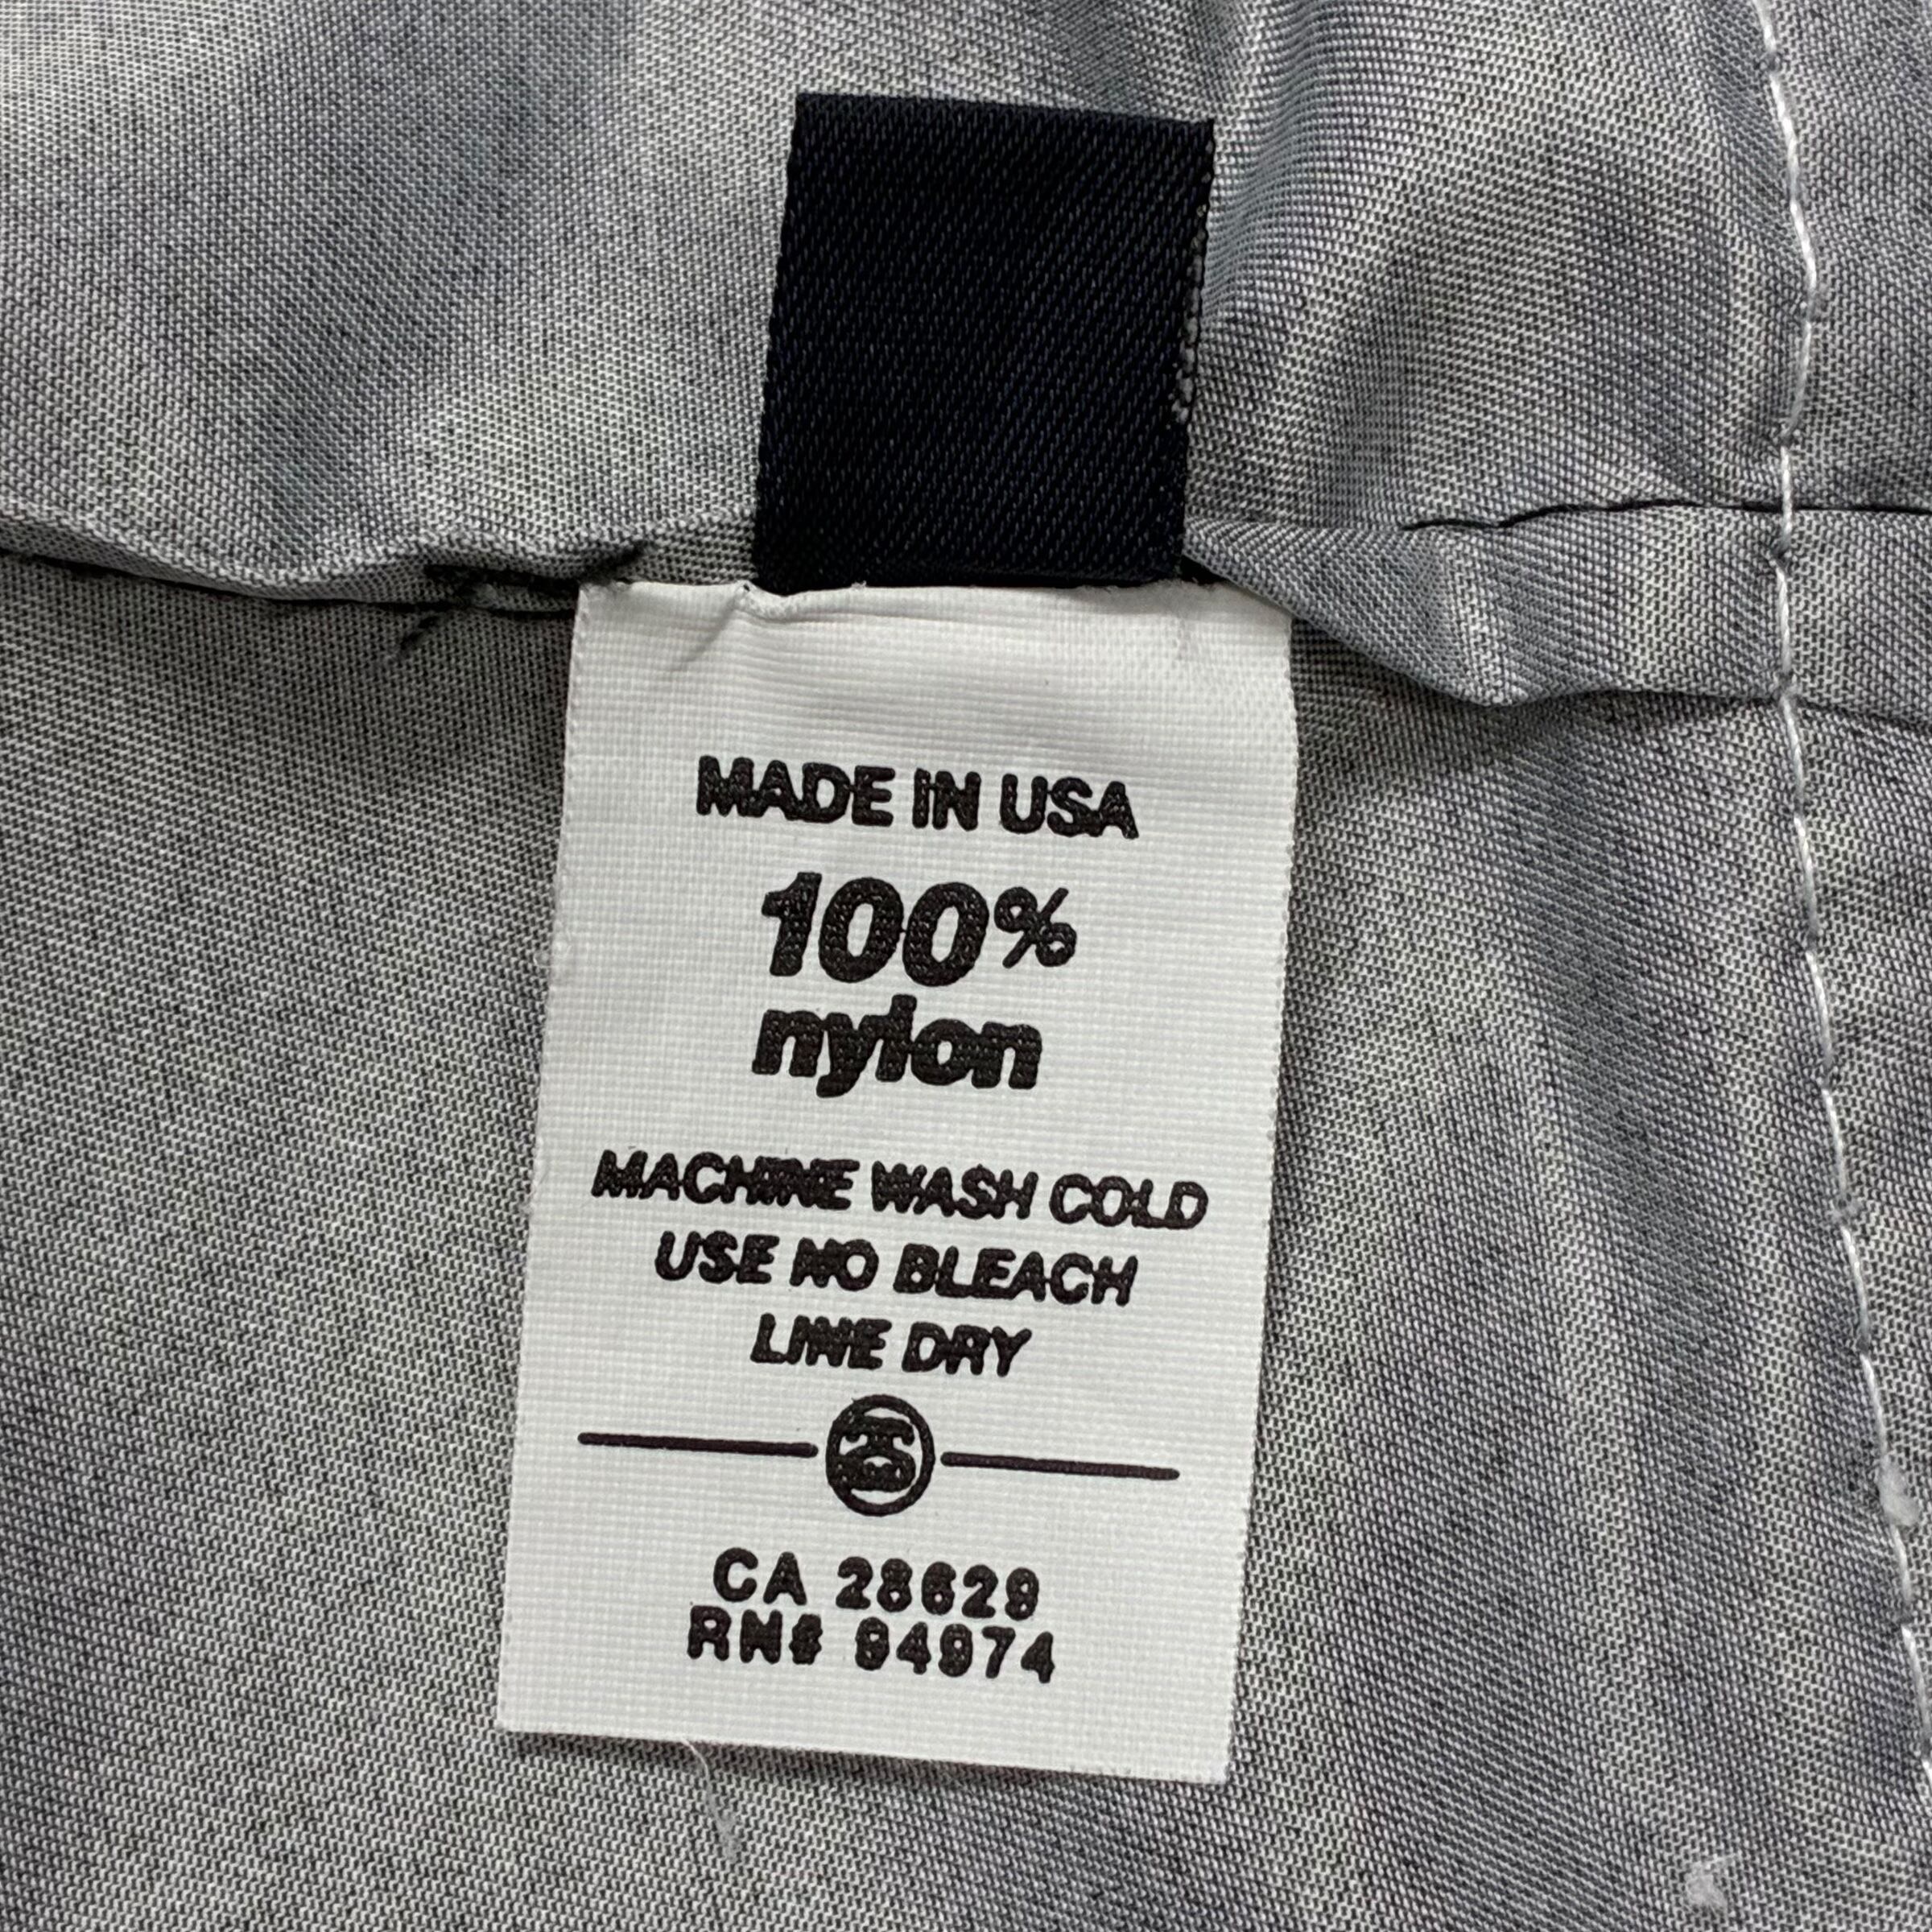 MADE IN USA
100%
nylon
MACHINE WASH COLD
USE NO BLEACH
LINE DRY
CA 28629
RN# 94974